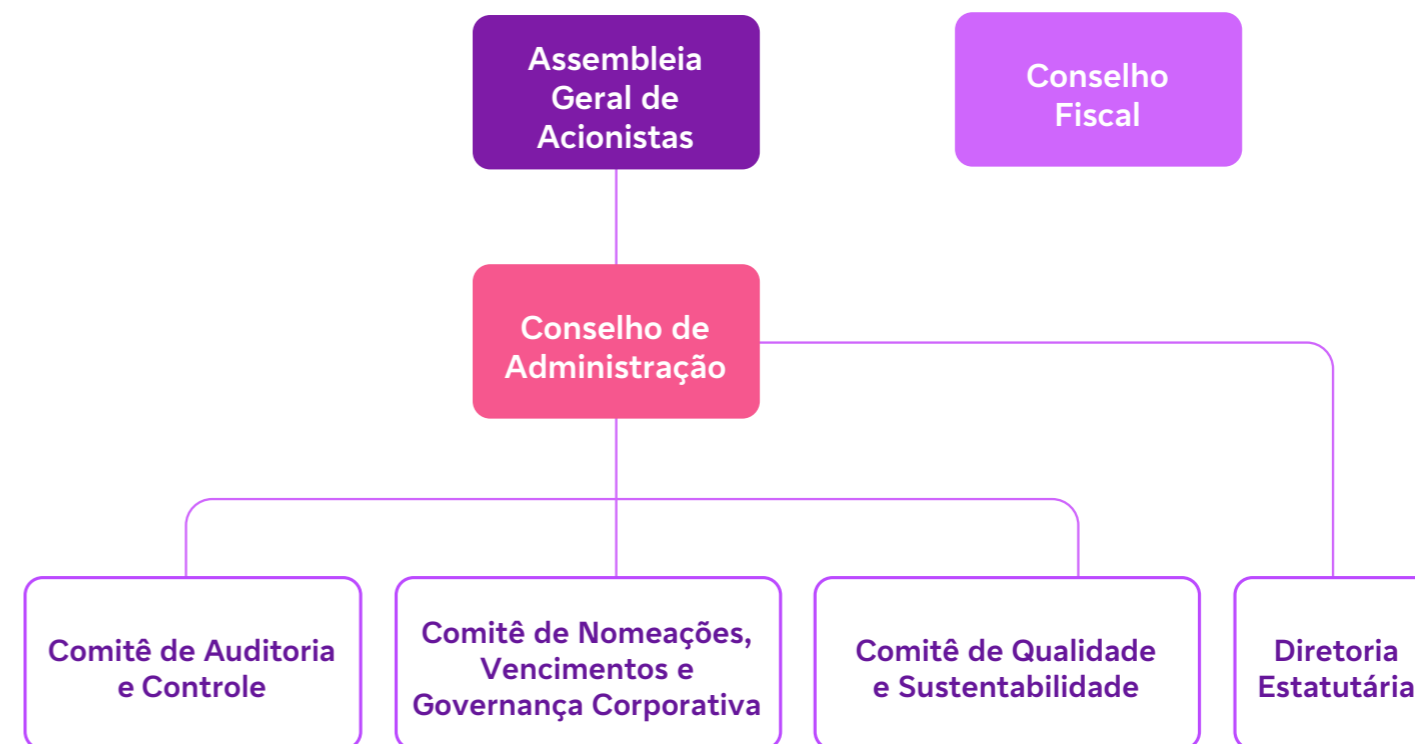 Assembleia
Geral de
Acionistas
Conselho
Fiscal
Conselho de
Administração
Comitê de Auditoria
e Controle
Comitê de Nomeações,
Vencimentos e
Governança Corporativa
Comitê de Qualidade
e Sustentabilidade
Diretoria
Estatutária